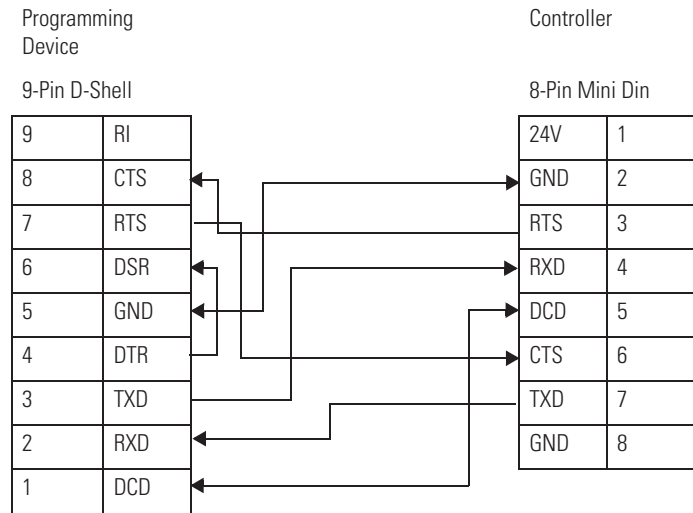 Programming
Device
Controller
9-Pin D-Shell
8-Pin Mini Din
9 RI
8 CTS
7 RTS
6 DSR
5 GND
4 DTR
3 TXD
2 RXD
1 DCD
24V 1
GND 2
RTS 3
RXD 4
DCD 5
CTS 6
TXD 7
GND 8